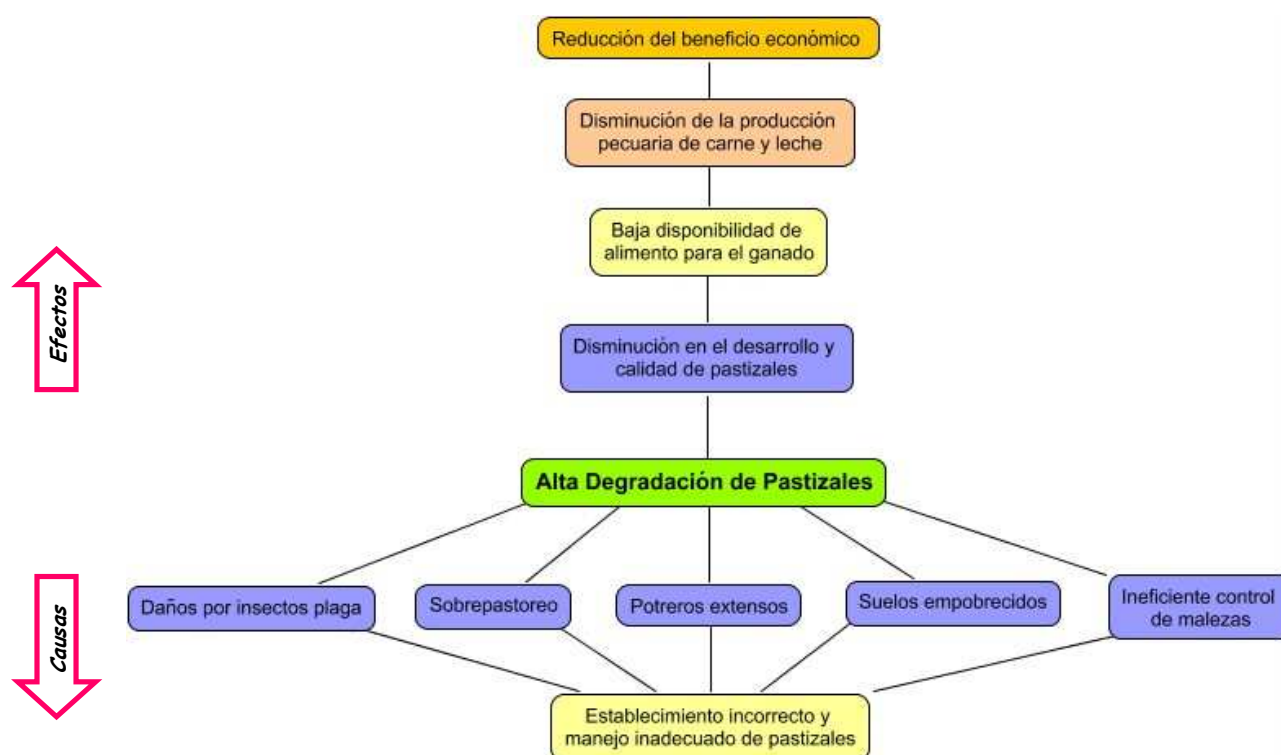 Reducción del beneficio económico
Disminución de la producción
pecuaria de carne y leche
Baja disponibilidad de
alimento para el ganado
Efectos
Disminución en el desarrollo y
calidad de pastizales
Alta Degradación de Pastizales
Causas
Daños por insectos plaga
Sobrepastoreo
Potreros extensos
Suelos empobrecidos
Ineficiente control
de malezas
Establecimiento incorrecto y
manejo inadecuado de pastizales